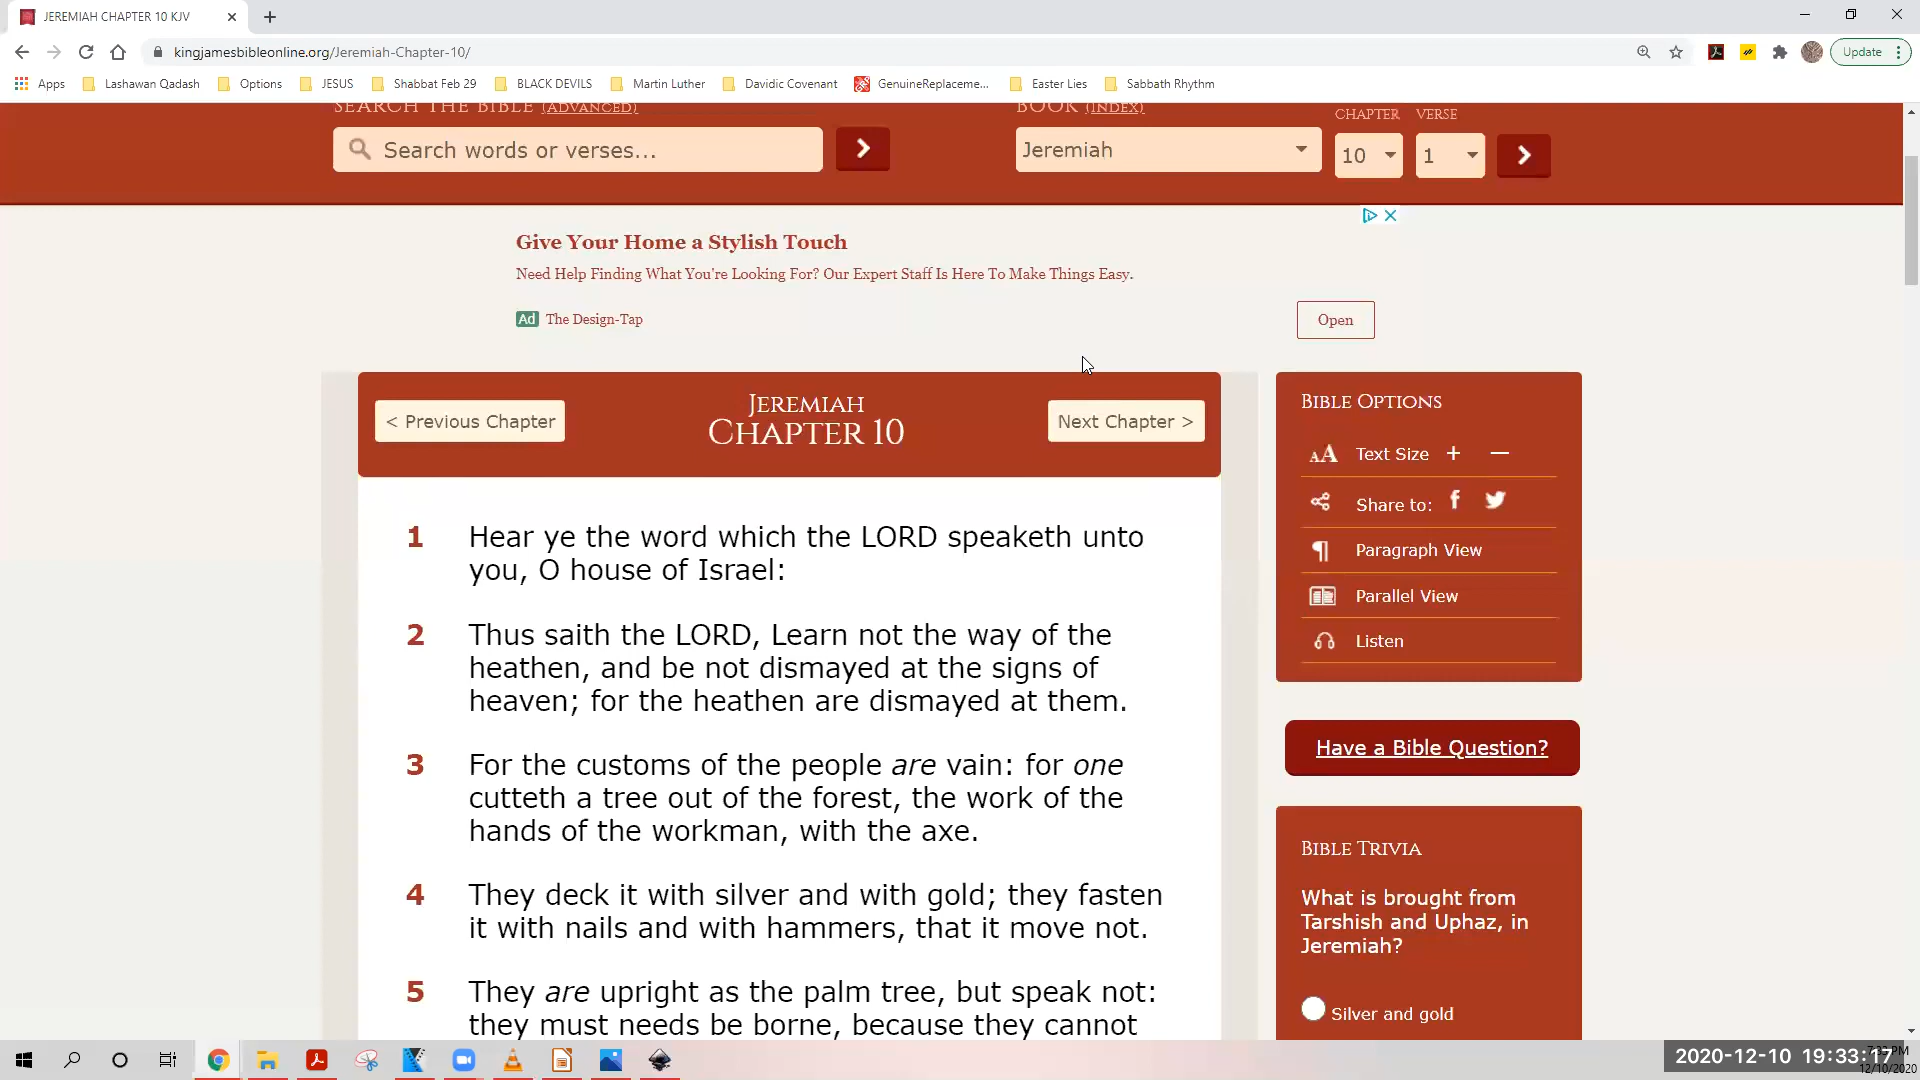 JEREMIAH CHAPTER 10 KJV
kingjamesbibleonline.org/Jeremiah-Chapter-10/
Update
Apps Lashawan Qadash Options JESUS Shabbat Feb 29 BLACK DEVILS Martin Luther Davidic Covenant GenuineReplaceme... Easter Lies Sabbath Rhythm
SEARCH THE BIBLE (ADVANCED) BOOK (INDEX) CHAPTER VERSE
Search words or verses... Jeremiah 10 1
Give Your Home a Stylish Touch
Need Help Finding What You're Looking For? Our Expert Staff Is Here To Make Things Easy.
Ad The Design-Tap
Open
< Previous Chapter
JEREMIAH
CHAPTER 10
Next Chapter >
1 Hear ye the word which the LORD speaketh unto
you, O house of Israel:
2 Thus saith the LORD, Learn not the way of the
heathen, and be not dismayed at the signs of
heaven; for the heathen are dismayed at them.
3 For the customs of the people are vain: for one
cutteth a tree out of the forest, the work of the
hands of the workman, with the axe.
4 They deck it with silver and with gold; they fasten
it with nails and with hammers, that it move not.
5 They are upright as the palm tree, but speak not:
they must needs be borne, because they cannot
BIBLE OPTIONS
AA Text Size + —
Share to:
Paragraph View
Parallel View
Listen
Have a Bible Question?
BIBLE TRIVIA
What is brought from
Tarshish and Uphaz, in
Jeremiah?
Silver and gold
2020-12-10 19:33:17
12/10/2020